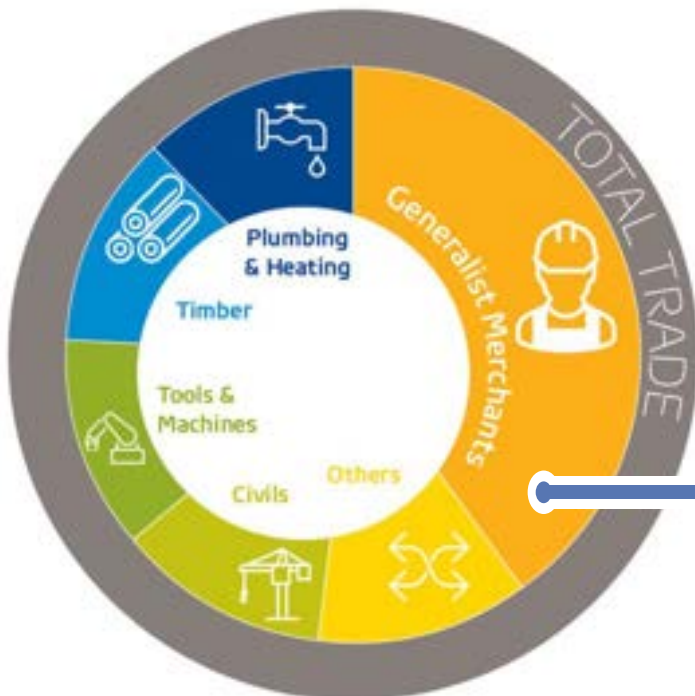 TOTAL TRADE
Generalist Merchants
Plumbing
& Heating
Timber
Tools &
Machines
Others
Civils